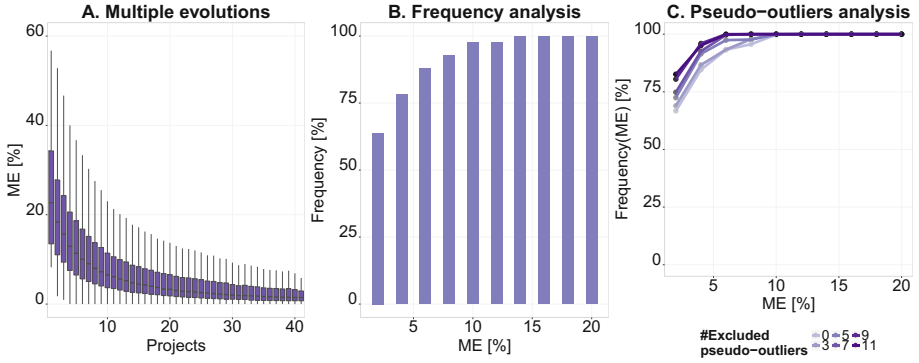 A. Multiple evolutions
ME [%]
60
40
20
0
10
20
30
40
Projects
B. Frequency analysis
Frequency [%]
100
75
50
25
0
5
10
15
20
ME [%]
C. Pseudo−outliers analysis
Frequency(ME) [%]
100
75
50
25
0
5
10
15
20
ME [%]
#Excluded
pseudo−outliers
0 5 9
3 7 11